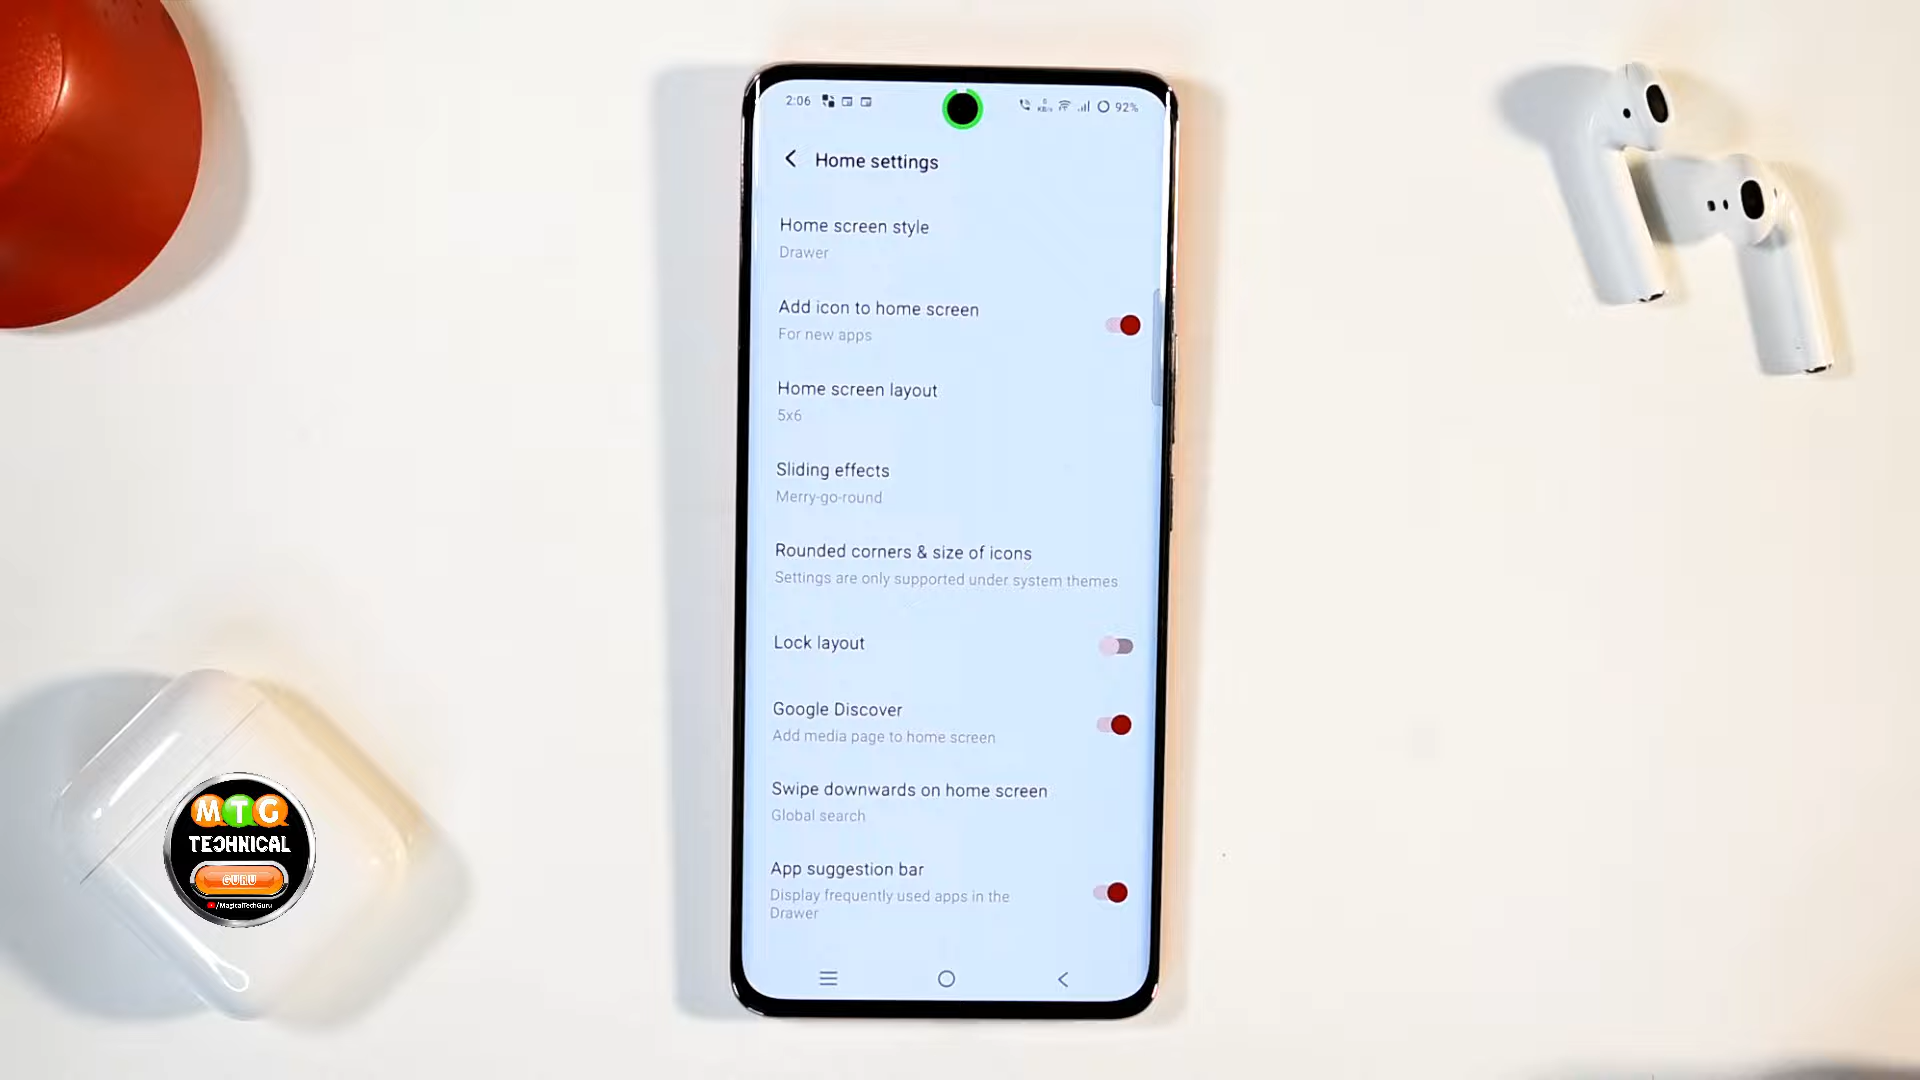 2:06
0
KB/s
92%
Home settings
Home screen style
Drawer
Add icon to home screen
For new apps
Home screen layout
5x6
Sliding effects
Merry-go-round
Rounded corners & size of icons
Settings are only supported under system themes
Lock layout
Google Discover
Add media page to home screen
Swipe downwards on home screen
Global search
App suggestion bar
Display frequently used apps in the
Drawer
MTG
TECHNICAL
GURU
/MagicalTechGuru